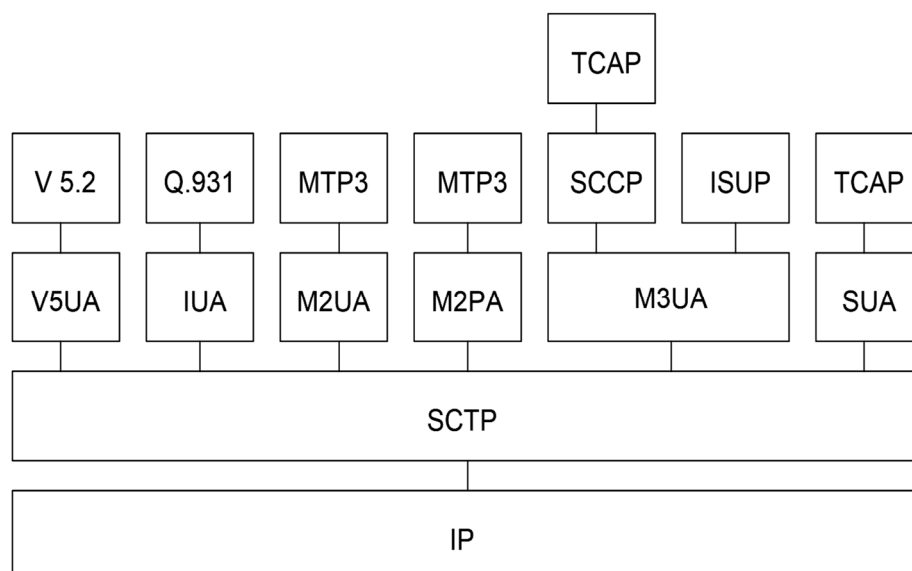 TCAP
V 5.2 Q.931 MTP3 MTP3 SCCP ISUP TCAP
V5UA IUA M2UA M2PA M3UA SUA
SCTP
IP